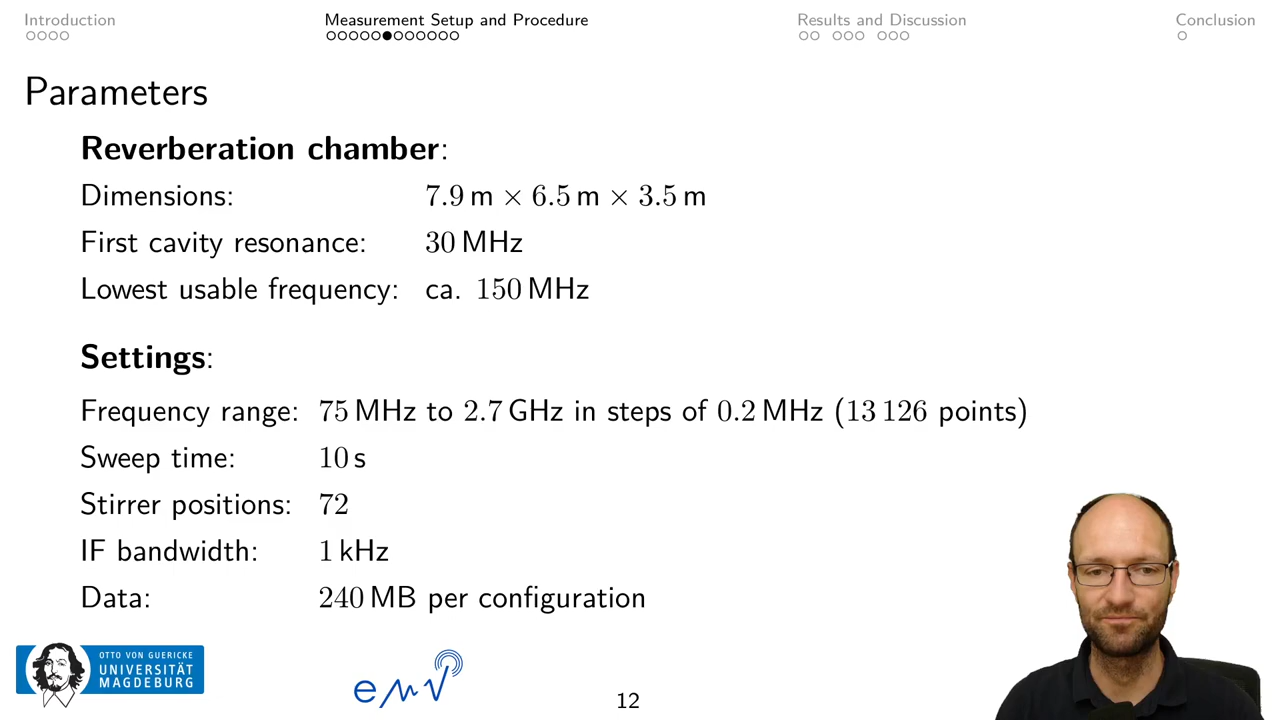 Introduction
Measurement Setup and Procedure
Results and Discussion
Conclusion
Parameters
Reverberation chamber:
Dimensions: 7.9 m × 6.5 m × 3.5 m
First cavity resonance: 30 MHz
Lowest usable frequency: ca. 150 MHz
Settings:
Frequency range: 75 MHz to 2.7 GHz in steps of 0.2 MHz (13 126 points)
Sweep time: 10 s
Stirrer positions: 72
IF bandwidth: 1 kHz
Data: 240 MB per configuration
OTTO VON GUERICKE
UNIVERSITÄT
MAGDEBURG
emv
12